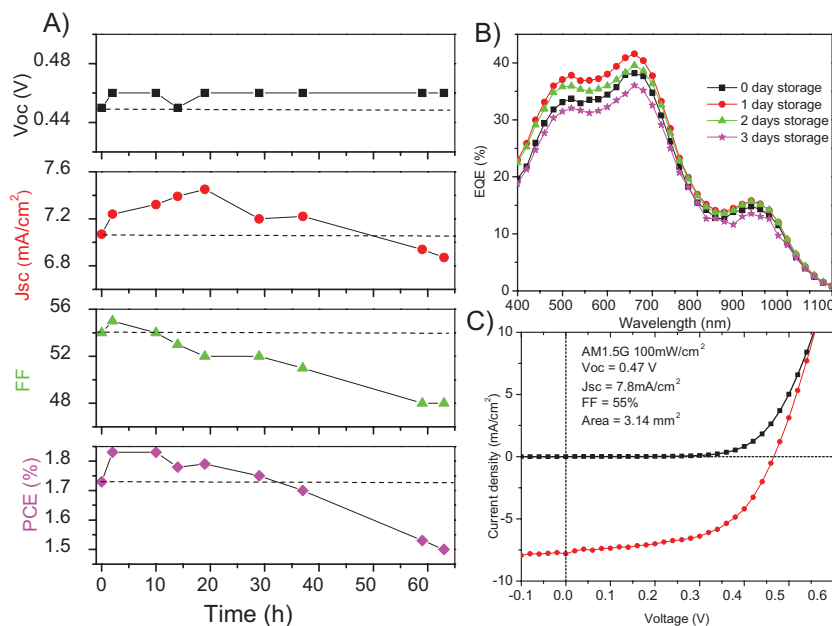 A)
Voc (V)
0.48
0.44
Jsc (mA/cm²)
7.6
7.2
6.8
FF
56
54
52
48
PCE (%)
1.8
1.7
1.6
1.5
0 10 20 30 40 50 60
Time (h)
B)
EQE (%)
40
30
20
10
0
0 day storage
1 day storage
2 days storage
3 days storage
400 500 600 700 800 900 1000 1100
Wavelength (nm)
C)
Current density (mA/cm²)
10
5
0
-5
-10
AM1.5G 100mW/cm²
Voc = 0.47 V
Jsc = 7.8mA/cm²
FF = 55%
Area = 3.14 mm²
-0.1 0.0 0.1 0.2 0.3 0.4 0.5 0.6
Voltage (V)